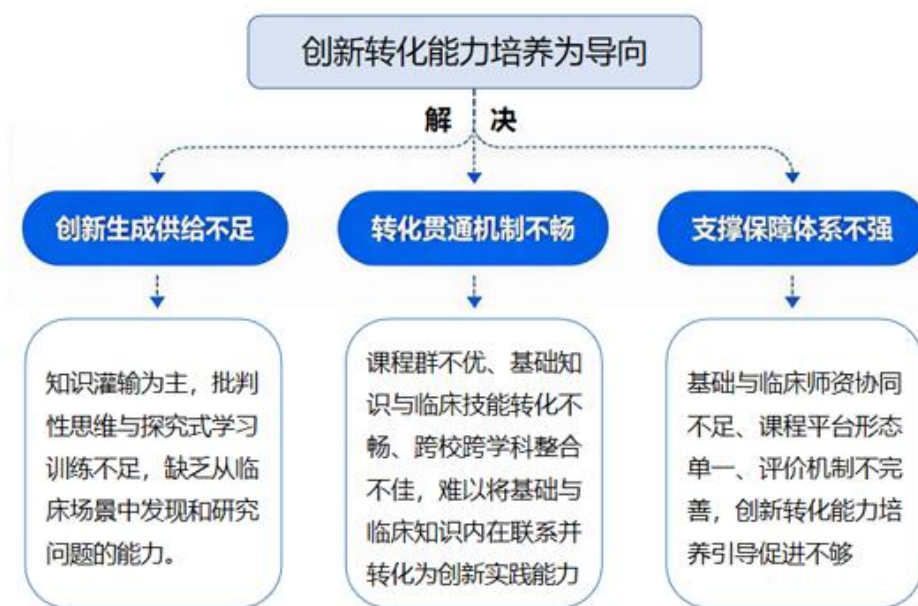 创新转化能力培养为导向
解 决
创新生成供给不足
转化贯通机制不畅
支撑保障体系不强
知识灌输为主，批判
性思维与探究式学习
训练不足，缺乏从临
床场景中发现和研究
问题的能力。
课程群不优、基础知
识与临床技能转化不
畅、跨校跨学科整合
不佳，难以将基础与
临床知识内在联系并
转化为创新实践能力
基础与临床师资协同
不足、课程平台形态
单一、评价机制不完
善，创新转化能力培
养引导促进不够